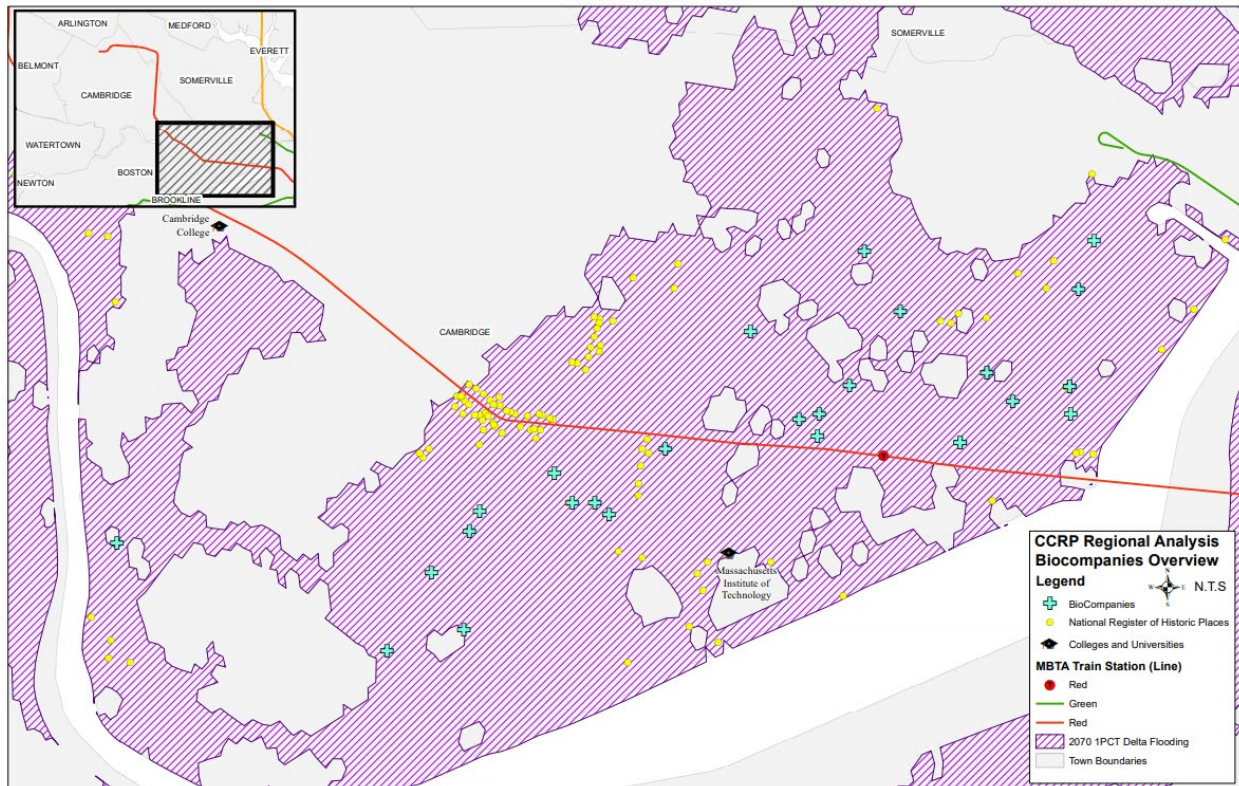 ARLINGTON
MEDFORD
EVERETT
BELMONT
SOMERVILLE
CAMBRIDGE
WATERTOWN
BOSTON
NEWTON
BROOKLINE
SOMERVILLE
Cambridge
College
CAMBRIDGE
Massachusetts
Institute of
Technology
CCRP Regional Analysis
Biocompanies Overview
Legend
N
W E
S
N.T.S
BioCompanies
National Register of Historic Places
Colleges and Universities
MBTA Train Station (Line)
Red
Green
Red
2070 1PCT Delta Flooding
Town Boundaries